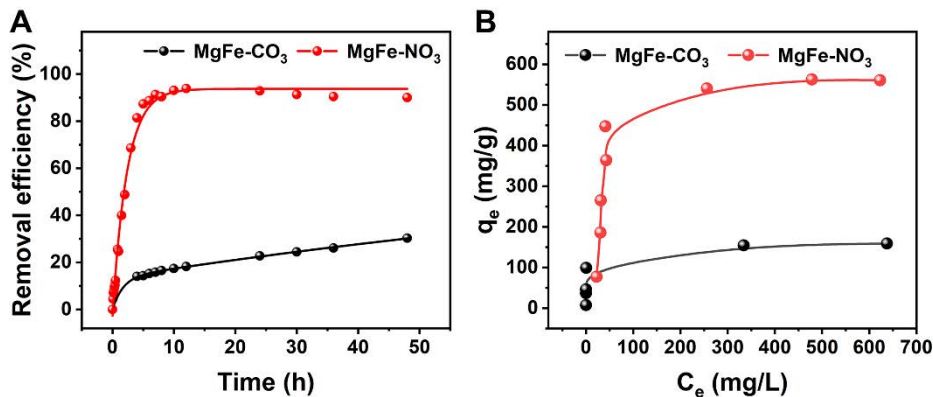 A
MgFe-CO₃ MgFe-NO₃
Removal efficiency (%)
100
80
60
40
20
0
0 10 20 30 40 50
Time (h)
B
MgFe-CO₃ MgFe-NO₃
qₑ (mg/g)
600
500
400
300
200
100
0
0 100 200 300 400 500 600 700
Cₑ (mg/L)